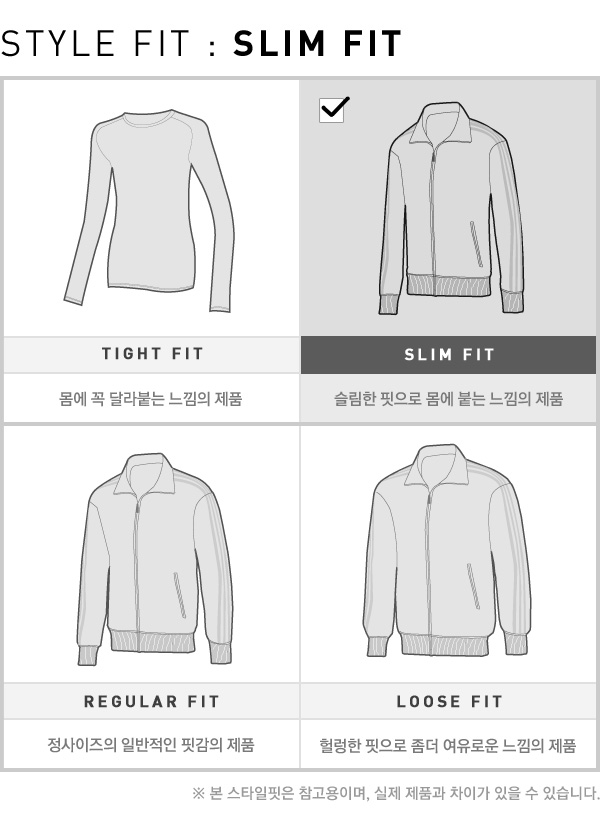 STYLE FIT : SLIM FIT
TIGHT FIT
몸에 꼭 달라붙는 느낌의 제품
SLIM FIT
슬림한 핏으로 몸에 붙는 느낌의 제품
REGULAR FIT
정사이즈의 일반적인 핏감의 제품
LOOSE FIT
헐렁한 핏으로 좀더 여유로운 느낌의 제품
※ 본 스타일핏은 참고용이며, 실제 제품과 차이가 있을 수 있습니다.